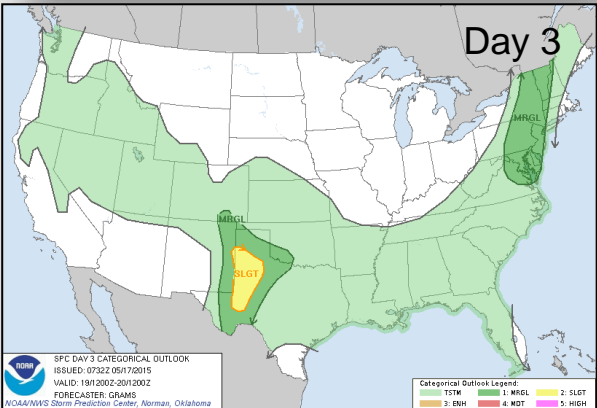 Day 3
MRGL
MRGL
SLGT
NOAA
SPC DAY 3 CATEGORICAL OUTLOOK
ISSUED: 0732Z 05/17/2015
VALID: 19/1200Z-20/1200Z
FORECASTER: GRAMS
NOAA/NWS Storm Prediction Center, Norman, Oklahoma
Categorical Outlook Legend:
TSTM 1: MRGL 2: SLGT
3: ENH 4: MDT 5: HIGH